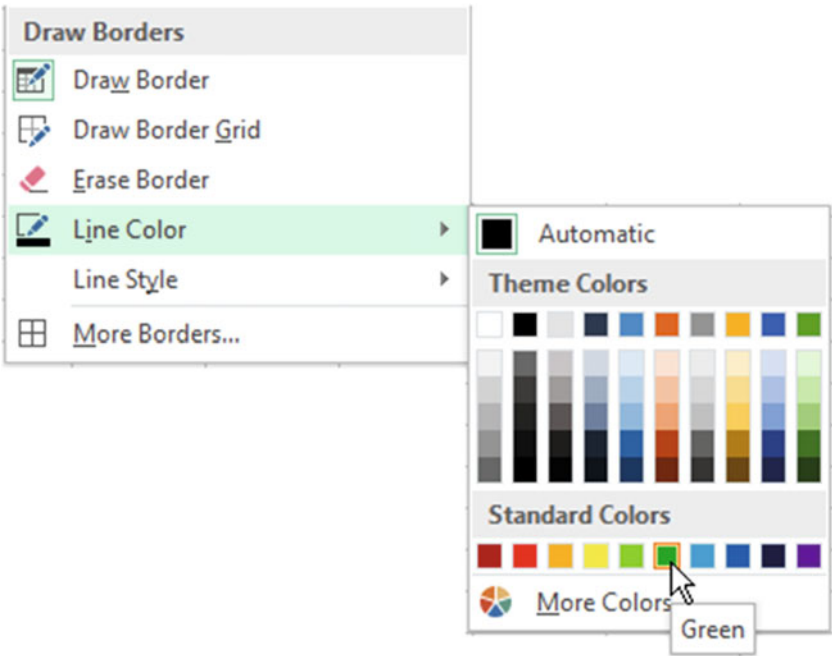 Draw Borders
Draw Border
Draw Border Grid
Erase Border
Line Color
Line Style
More Borders...
Automatic
Theme Colors
Standard Colors
More Colors
Green